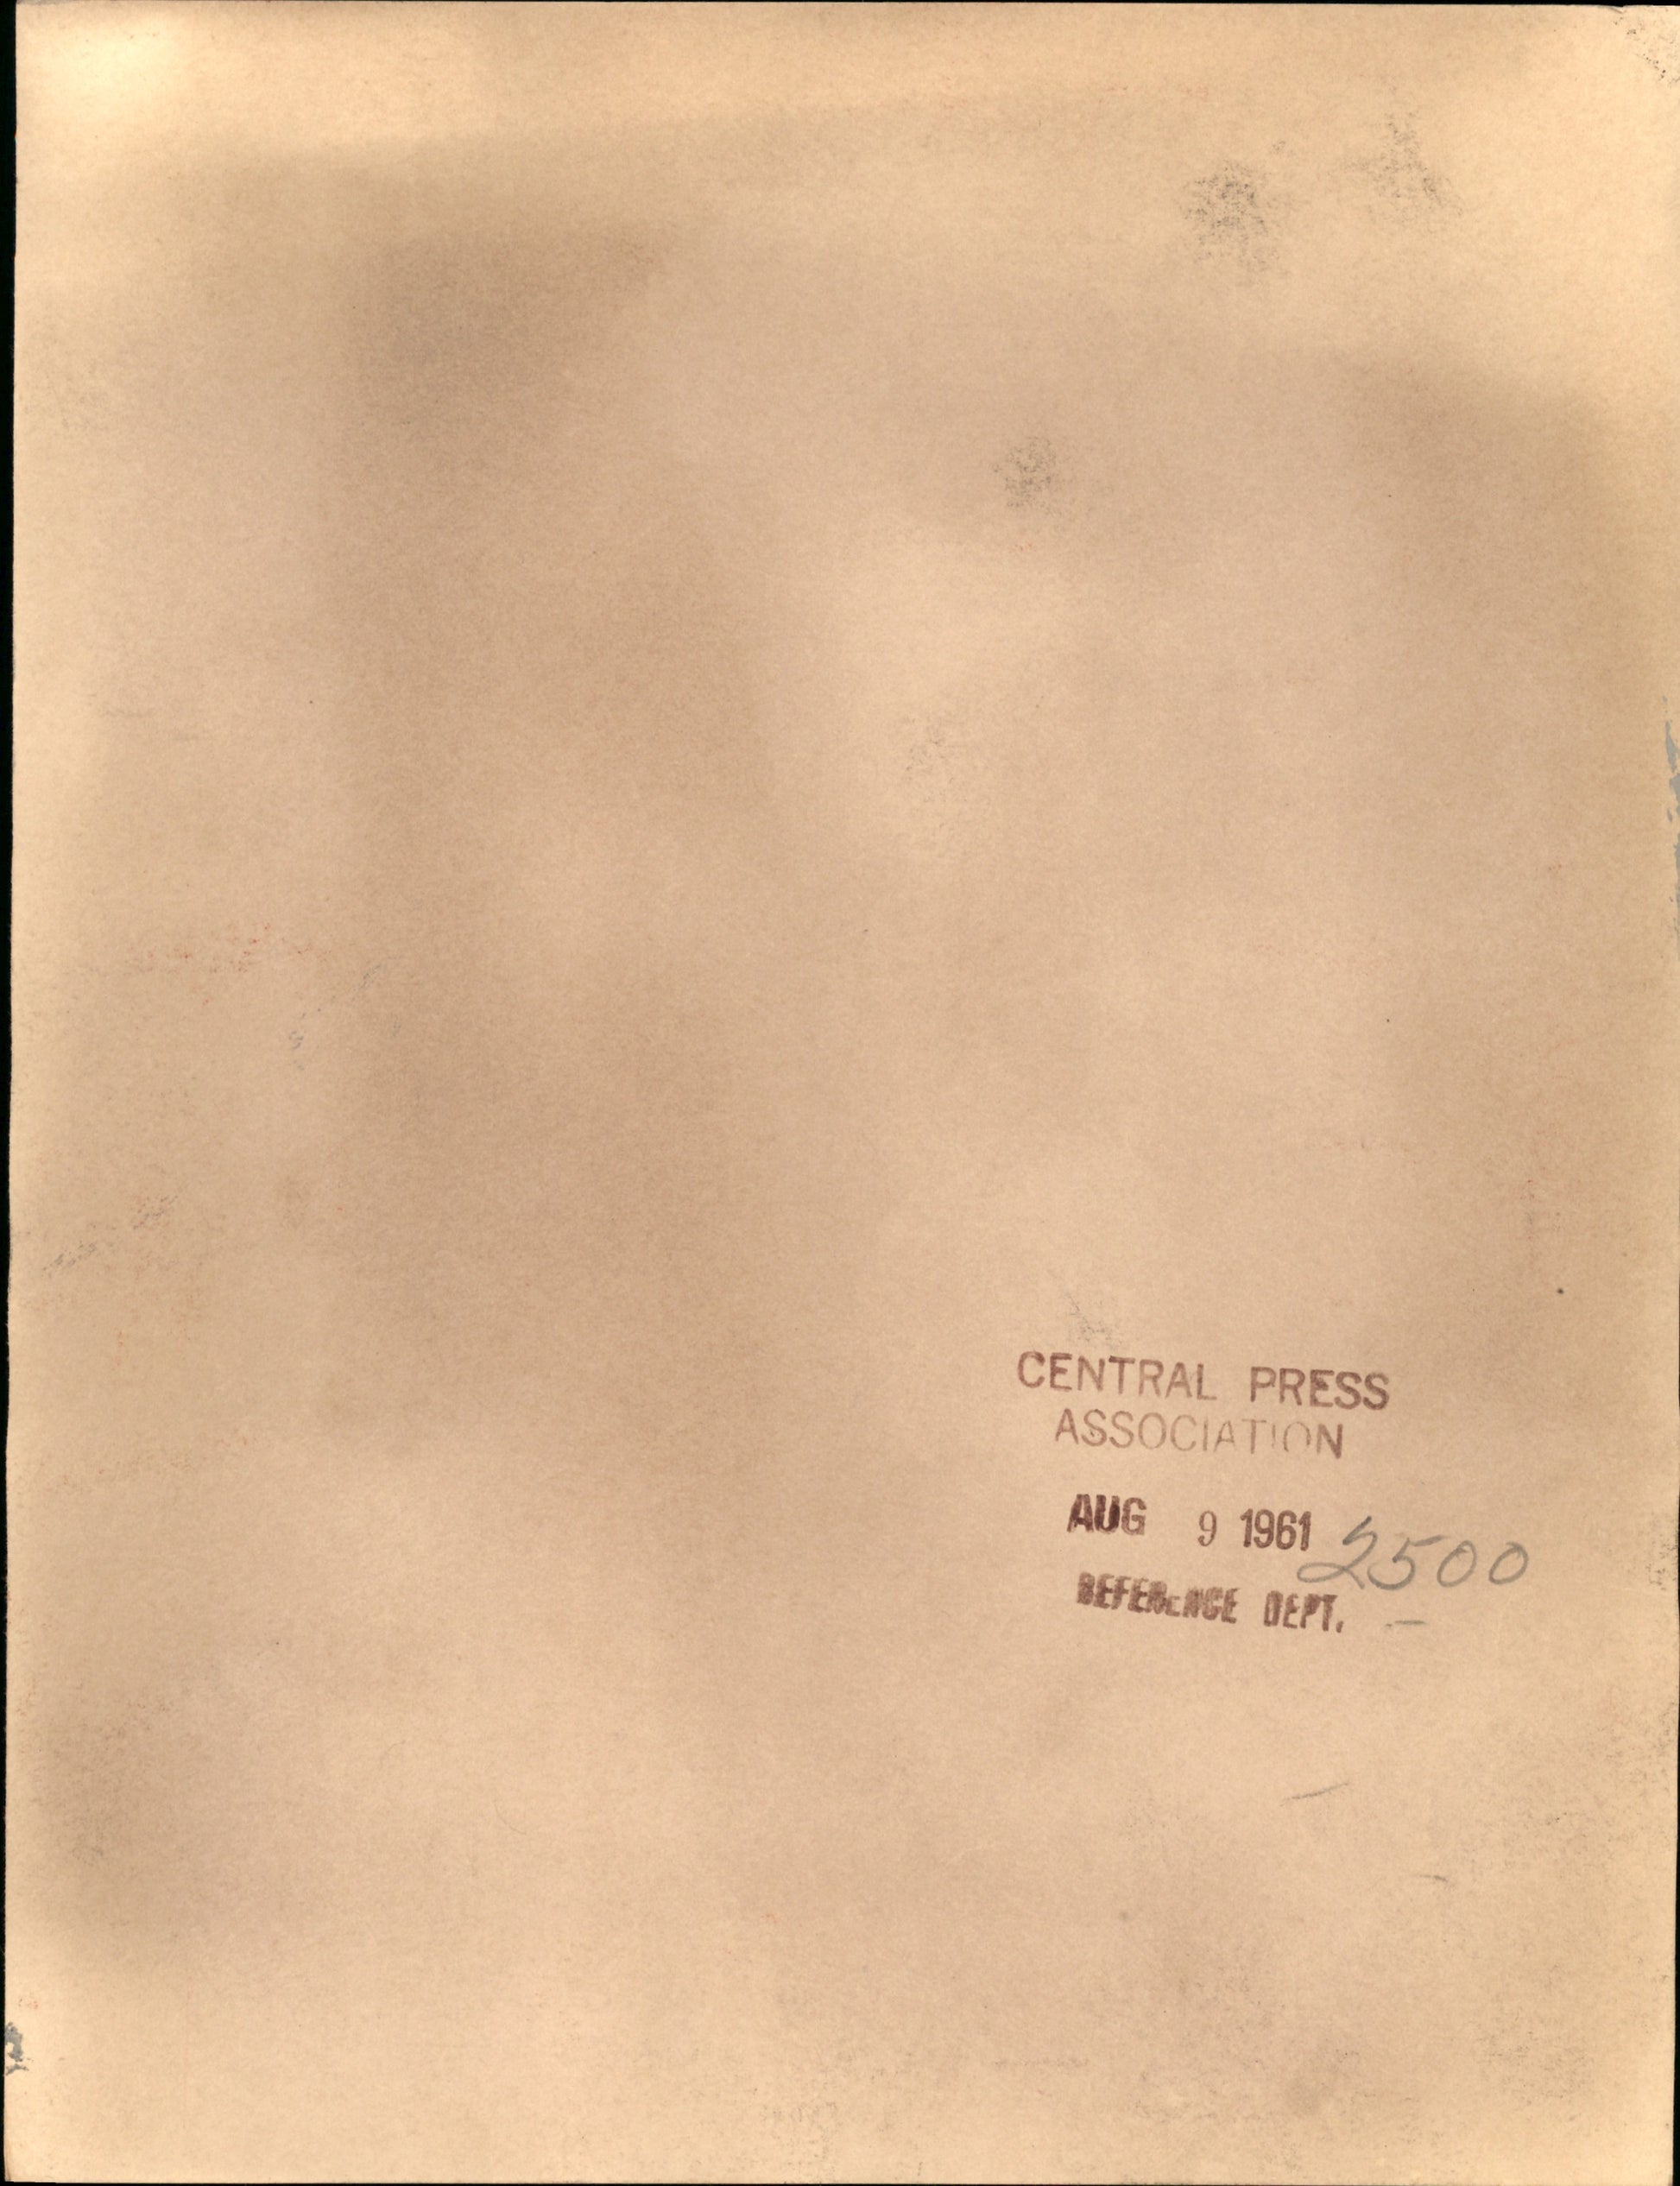 CENTRAL PRESS
ASSOCIATION
AUG 9 1961
2500
REFERENCE DEPT.